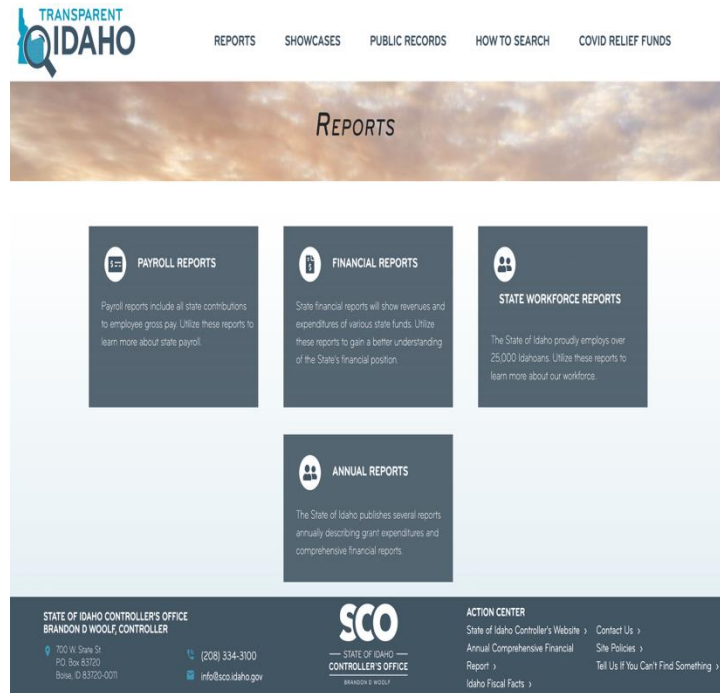 TRANSPARENT
IDAHO
REPORTS SHOWCASES PUBLIC RECORDS HOW TO SEARCH COVID RELIEF FUNDS
REPORTS
PAYROLL REPORTS
Payroll reports include all state contributions
to employee gross pay. Utilize these reports to
learn more about state payroll.
FINANCIAL REPORTS
State financial reports will show revenues and
expenditures of various state funds. Utilize
these reports to gain a better understanding
of the State's financial position.
STATE WORKFORCE REPORTS
The State of Idaho proudly employs over
25,000 Idahoans. Utilize these reports to
learn more about our workforce.
ANNUAL REPORTS
The State of Idaho publishes several reports
annually describing grant expenditures and
comprehensive financial reports.
STATE OF IDAHO CONTROLLER'S OFFICE
BRANDON D WOOLF, CONTROLLER
700 W. State St.
P.O. Box 83720
Boise, ID 83720-0011
(208) 334-3100
info@sco.idaho.gov
SCO
STATE OF IDAHO
CONTROLLER'S OFFICE
BRANDON D WOOLF
ACTION CENTER
State of Idaho Controller's Website ›
Annual Comprehensive Financial
Report ›
Idaho Fiscal Facts ›
Contact Us ›
Site Policies ›
Tell Us If You Can't Find Something ›